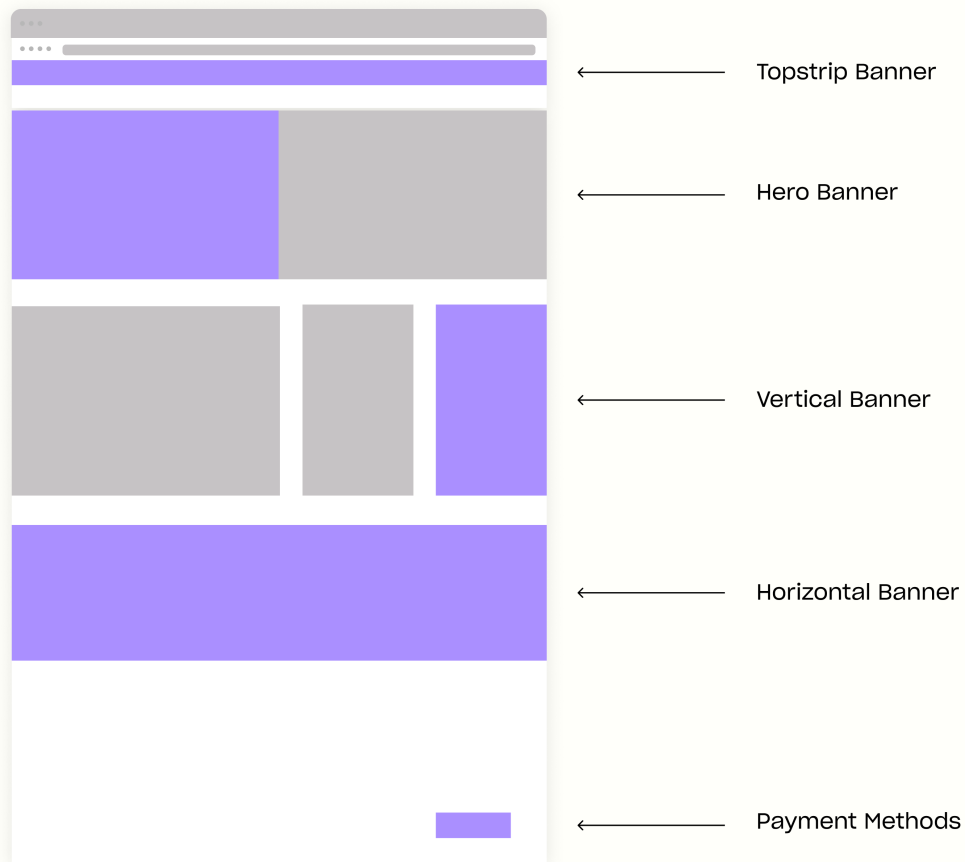 Topstrip Banner
Hero Banner
Vertical Banner
Horizontal Banner
Payment Methods